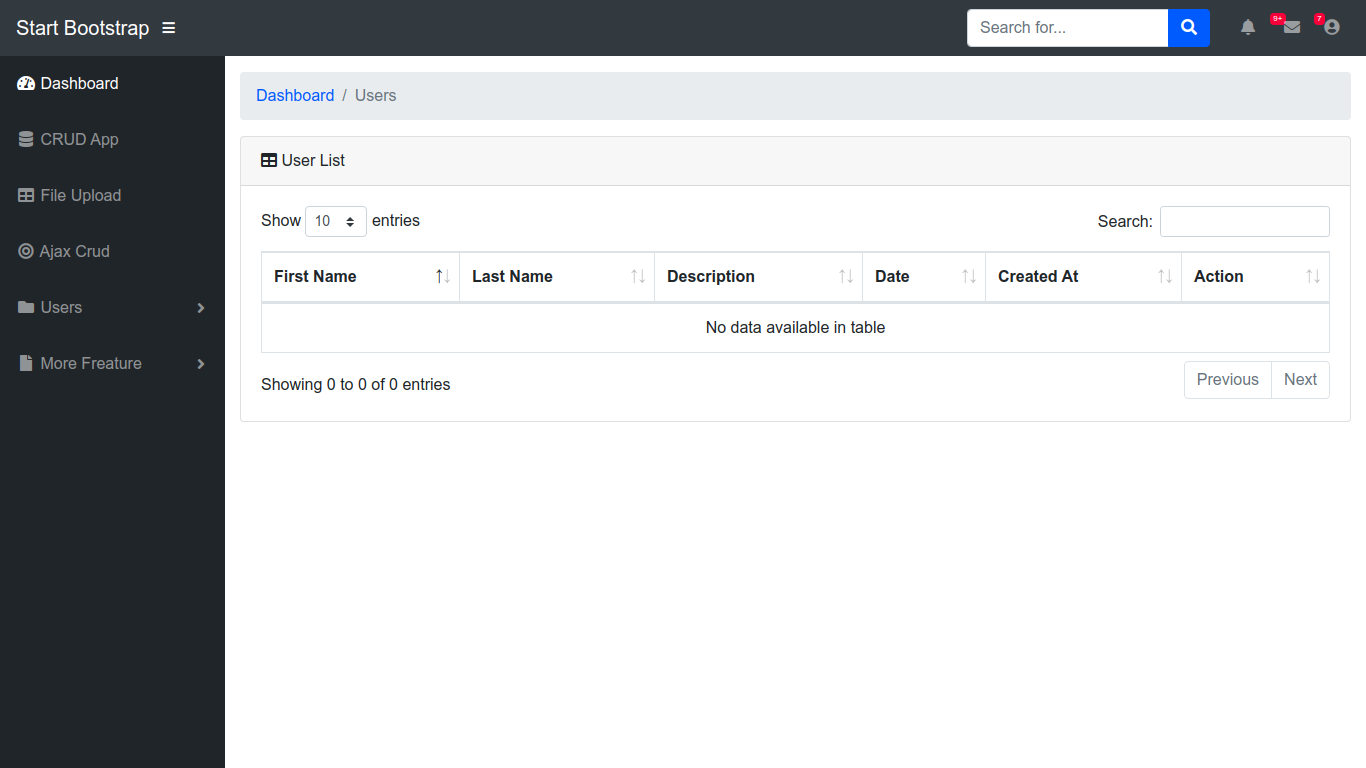 Start Bootstrap
Search for...
9+
7
Dashboard
CRUD App
File Upload
Ajax Crud
Users
More Freature
Dashboard / Users
User List
Show 10 entries
Search:
First Name Last Name Description Date Created At Action
No data available in table
Showing 0 to 0 of 0 entries
Previous Next